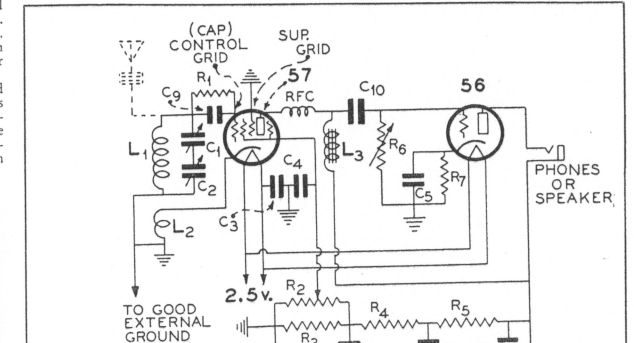 (CAP)
CONTROL
GRID
SUP.
GRID
57
56
R1
C9
RFC
C10
L1
C1
C2
L3
R6
C4
C5
R7
PHONES
OR
SPEAKER
L2
C3
2.5 v.
R2
TO GOOD
EXTERNAL
GROUND
R3
R4
R5